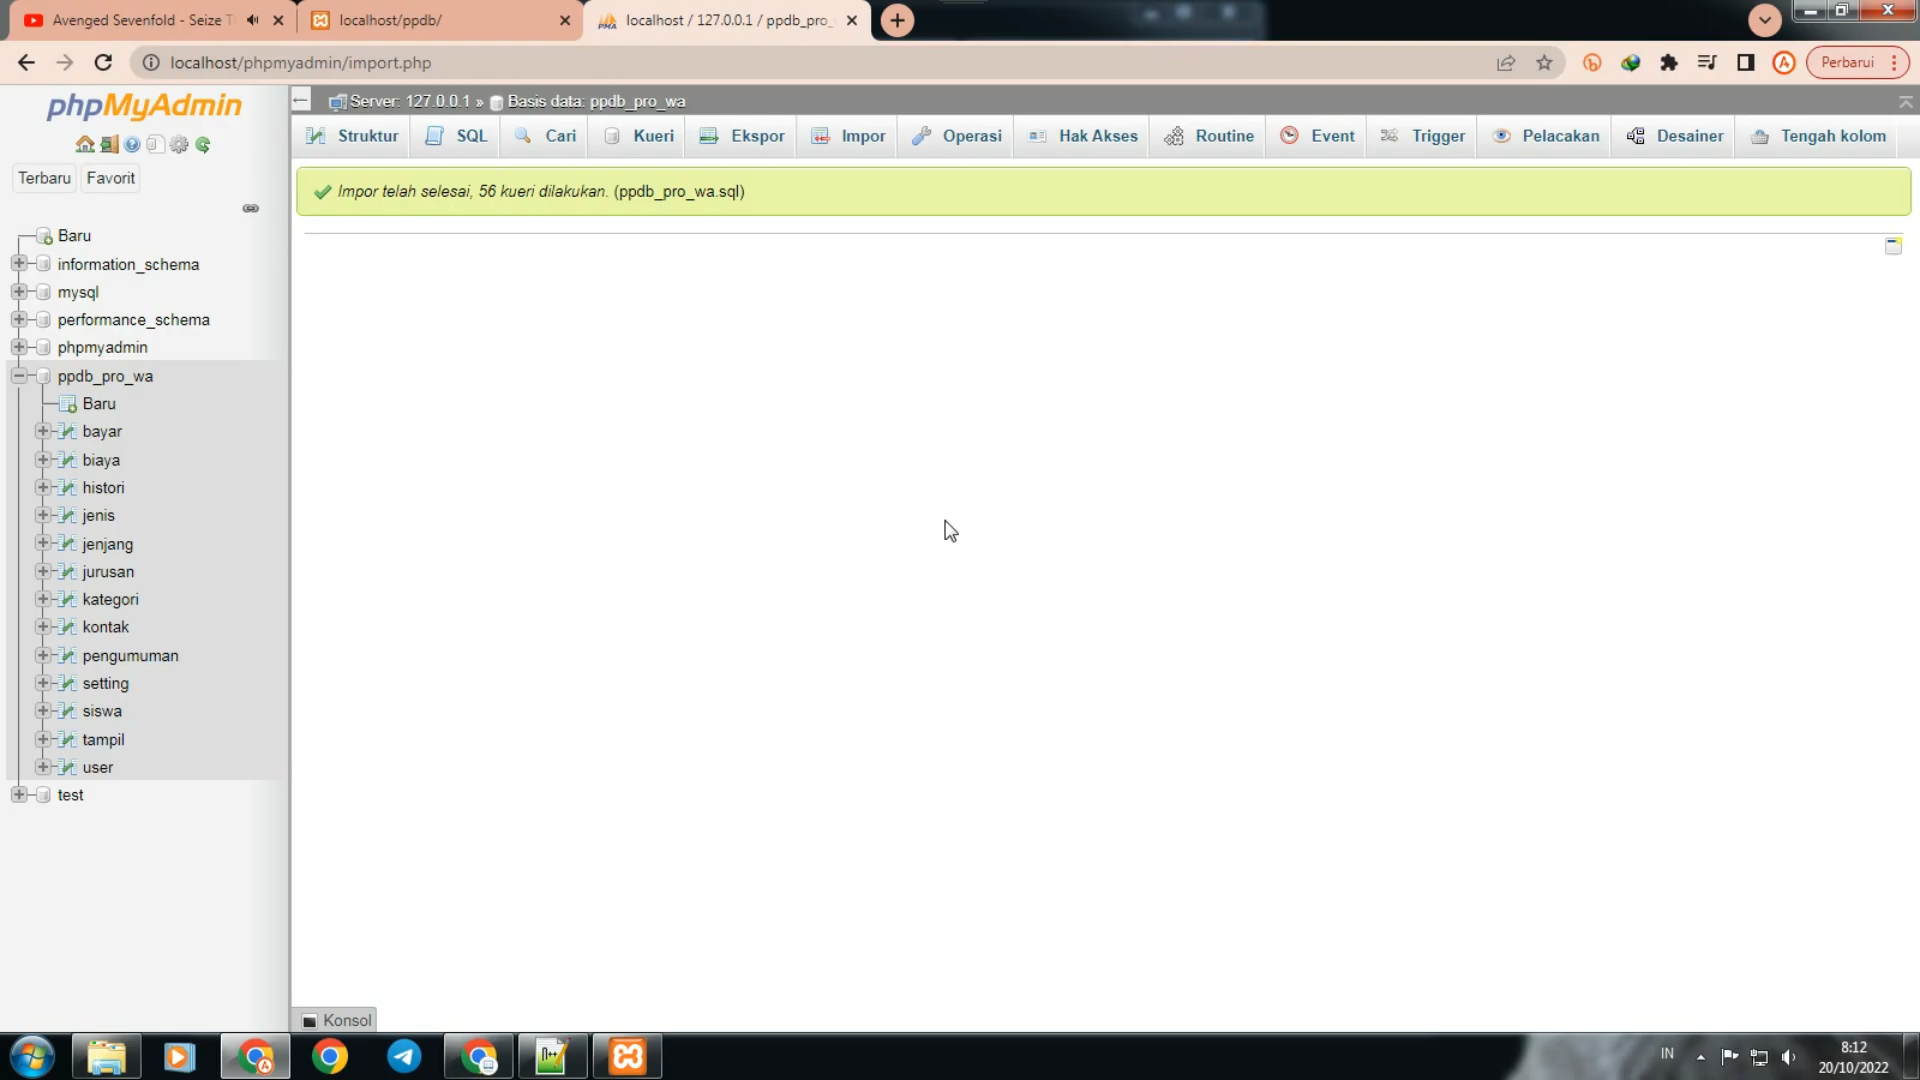 Avenged Sevenfold - Seize T
localhost/ppdb/
localhost / 127.0.0.1 / ppdb_pro_
localhost/phpmyadmin/import.php
Perbarui
phpMyAdmin
Server: 127.0.0.1 » Basis data: ppdb_pro_wa
Struktur SQL Cari Kueri Ekspor Impor Operasi Hak Akses Routine Event Trigger Pelacakan Desainer Tengah kolom
Terbaru Favorit
Impor telah selesai, 56 kueri dilakukan. (ppdb_pro_wa.sql)
Baru
information_schema
mysql
performance_schema
phpmyadmin
ppdb_pro_wa
Baru
bayar
biaya
histori
jenis
jenjang
jurusan
kategori
kontak
pengumuman
setting
siswa
tampil
user
test
Konsol
IN
8:12
20/10/2022